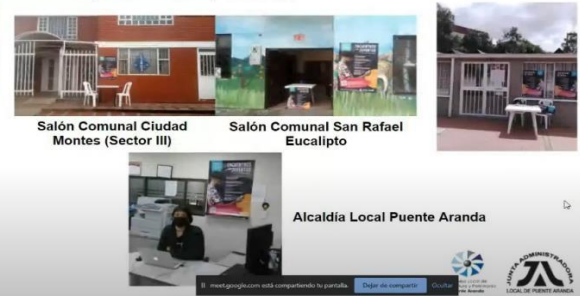 Salón Comunal Ciudad
Montes (Sector III)
Salón Comunal San Rafael
Eucalipto
Alcaldía Local Puente Aranda
meet.google.com está compartiendo tu pantalla.
Dejar de compartir
Ocultar
JUNTA ADMINISTRADORA
LOCAL DE PUENTE ARANDA